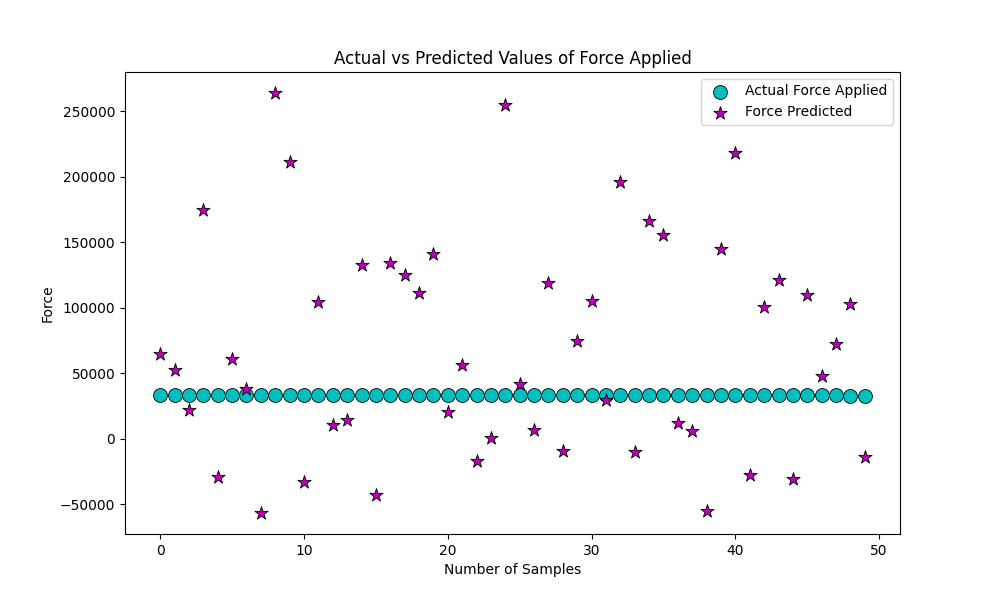 Actual vs Predicted Values of Force Applied
Actual Force Applied
Force Predicted
250000
200000
150000
100000
50000
0
−50000
Force
0 10 20 30 40 50
Number of Samples